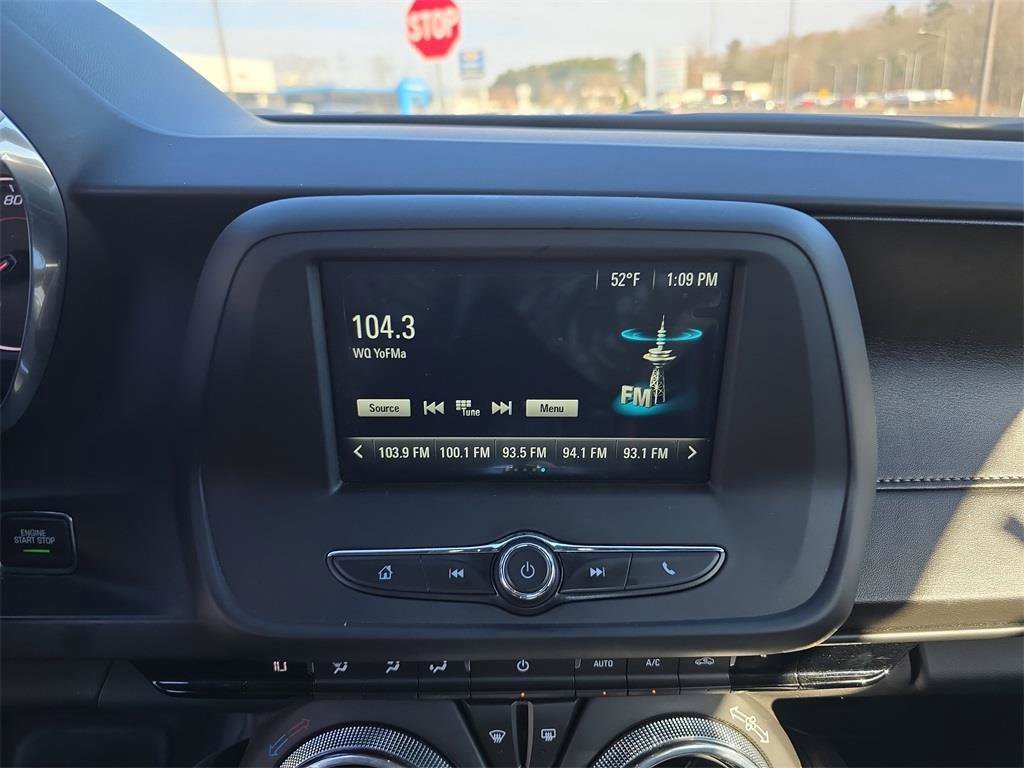 STOP
80
52°F 1:09 PM
104.3
WQ YoFMa
FM
Source Tune Menu
103.9 FM 100.1 FM 93.5 FM 94.1 FM 93.1 FM
ENGINE
START STOP
AUTO A/C